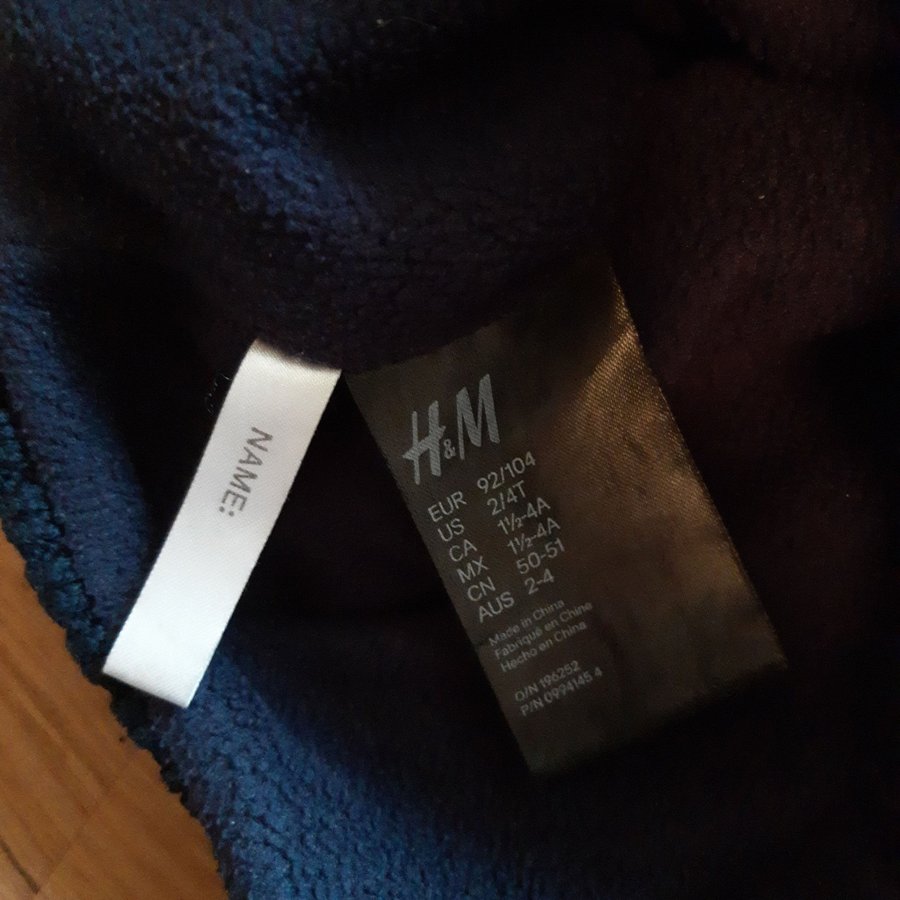 NAME:
H&M
EUR 92/104
US 2/4T
CA 1½-4A
MX 1½-4A
CN 50-51
AUS 2-4
Made in China
Fabriqué en Chine
Hecho en China
O/N 196252
P/N 0994145 4